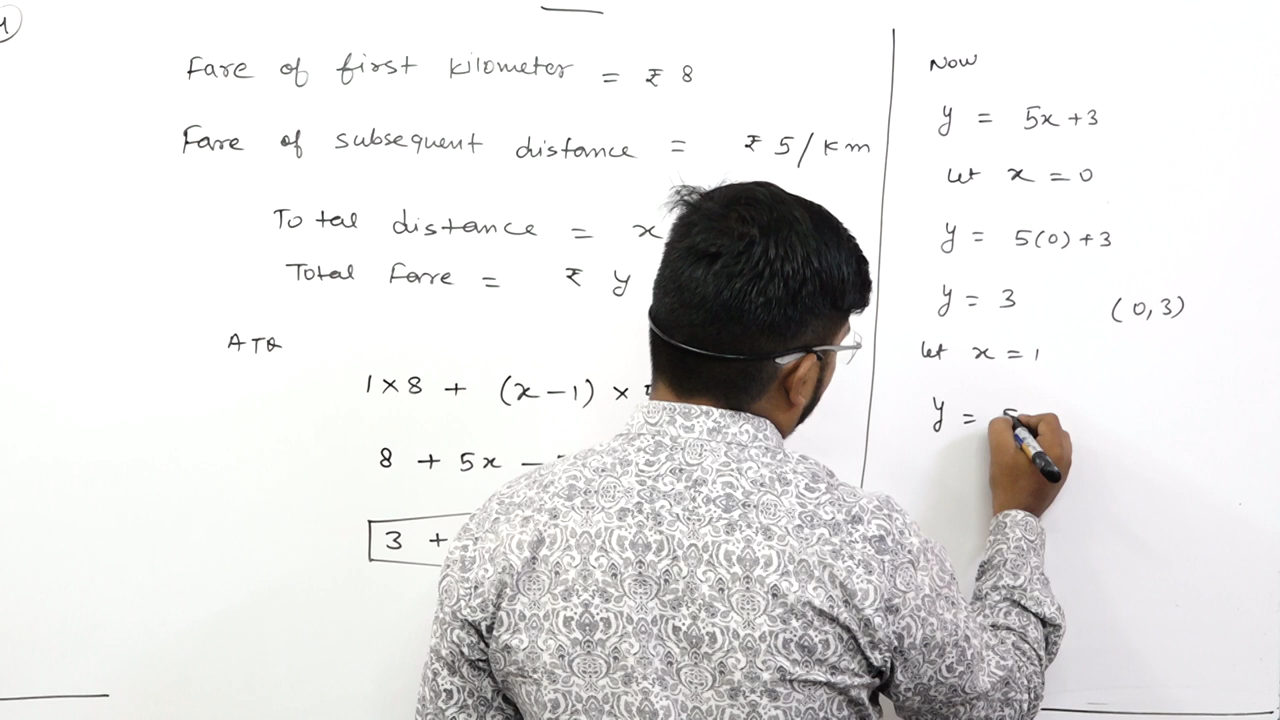 Fare of first kilometer = ₹ 8
Fare of subsequent distance = ₹ 5/km
Total distance = x
Total Fare = ₹ y
ATQ
1 × 8 + (x − 1) ×
8 + 5x −
3 +
Now
y = 5x + 3
let x = 0
y = 5(0) + 3
y = 3 (0, 3)
let x = 1
y =